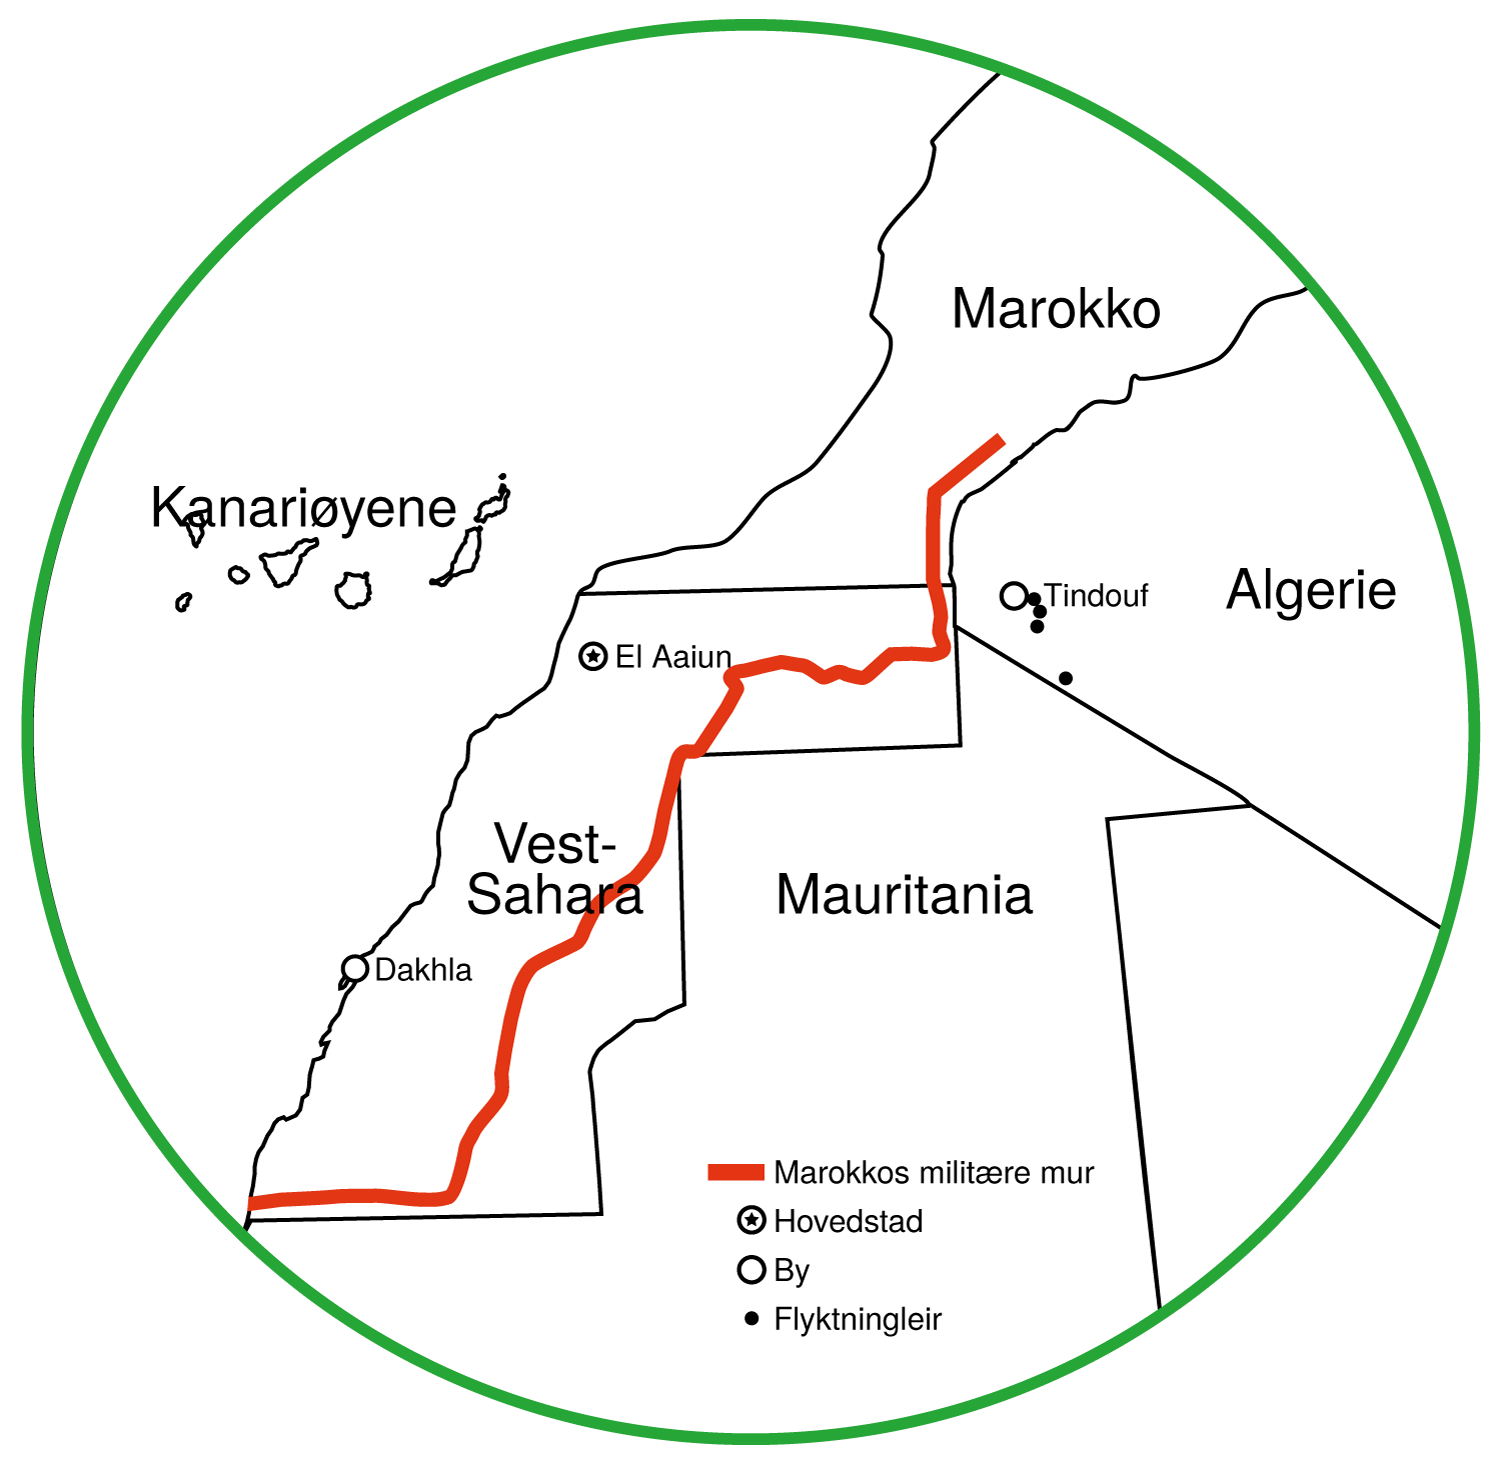 Marokko
Kanariøyene
Tindouf
Algerie
El Aaiun
Vest-
Sahara
Mauritania
Dakhla
Marokkos militære mur
Hovedstad
By
Flyktningleir